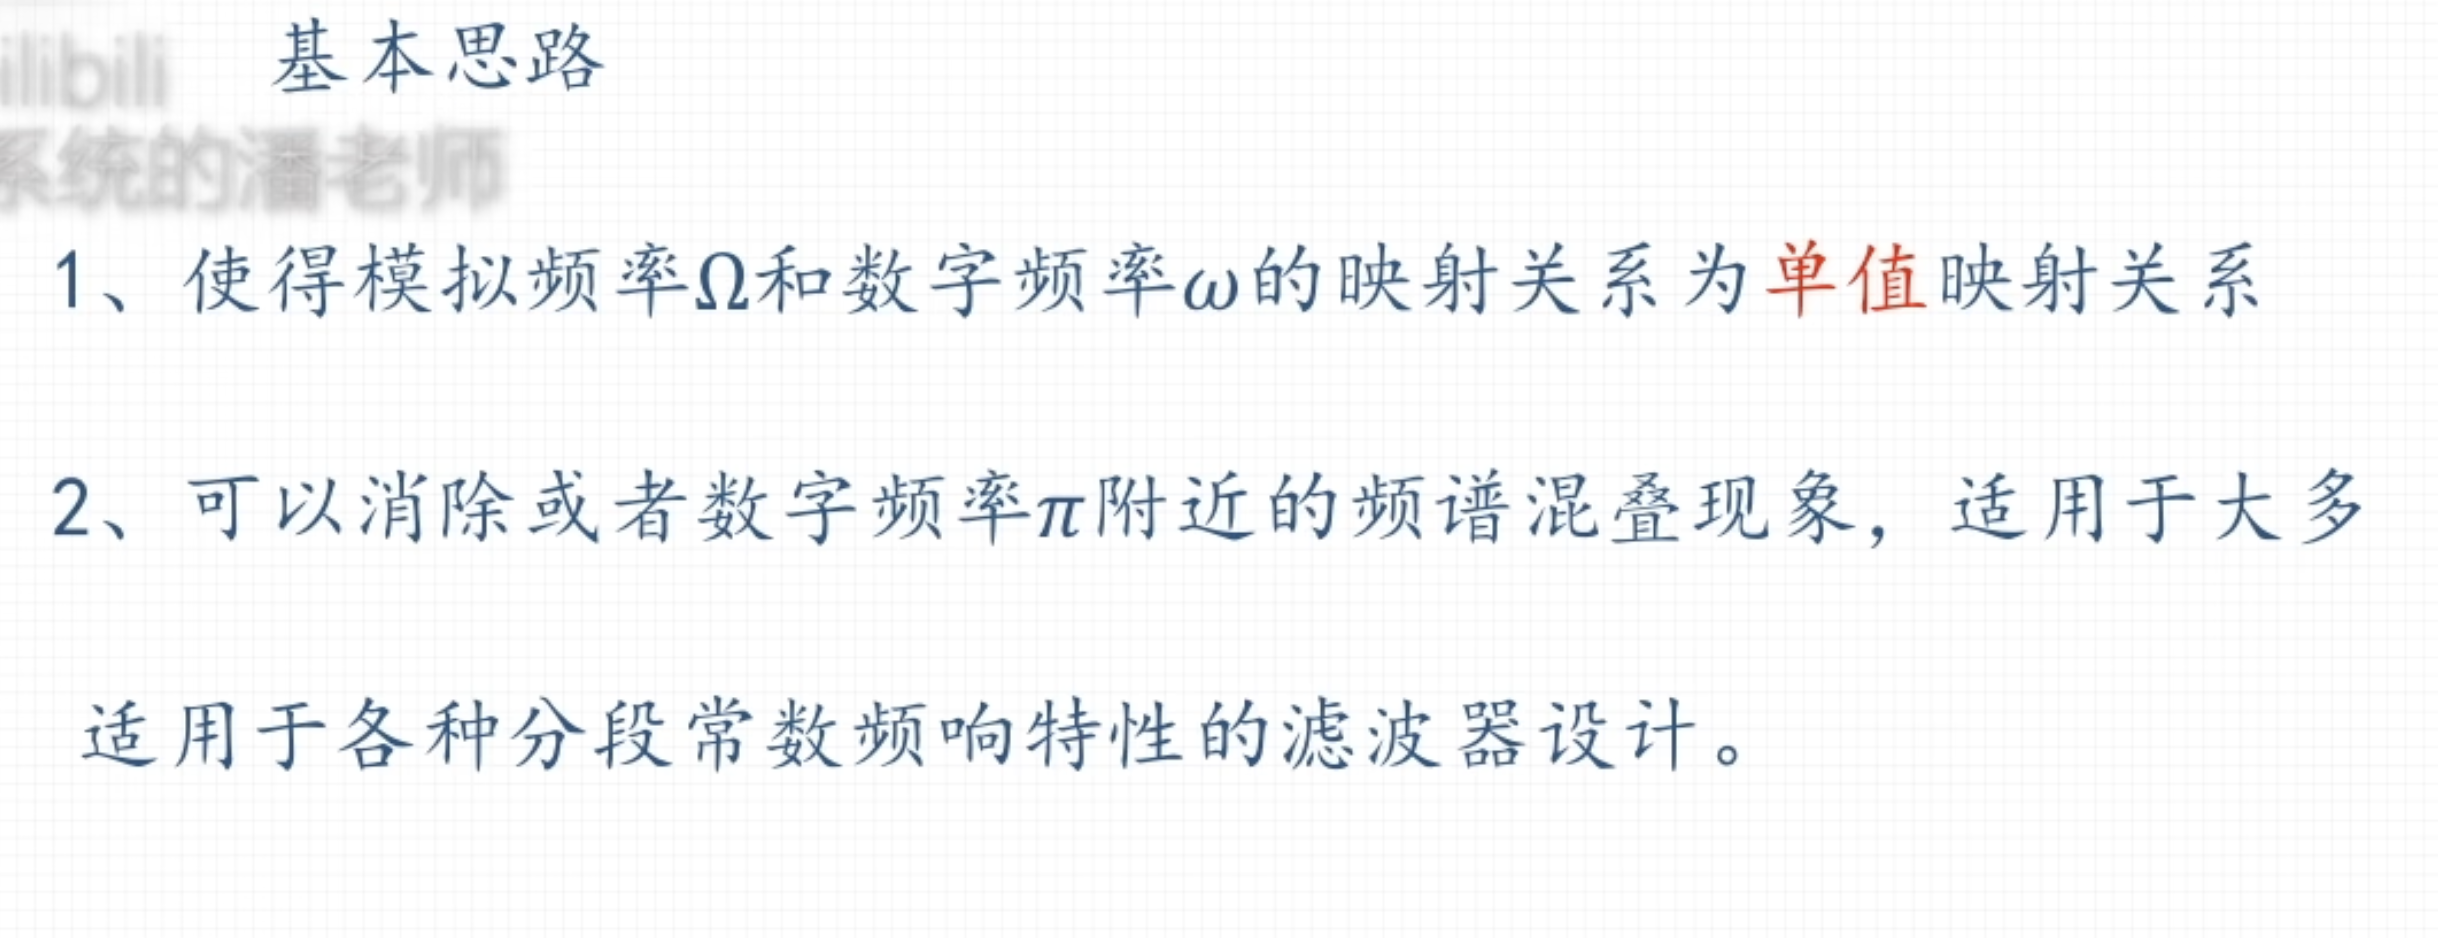 ilibili
基本思路
系统的潘老师
1、使得模拟频率Ω和数字频率ω的映射关系为单值映射关系
2、可以消除或者数字频率π附近的频谱混叠现象，适用于大多
适用于各种分段常数频响特性的滤波器设计。